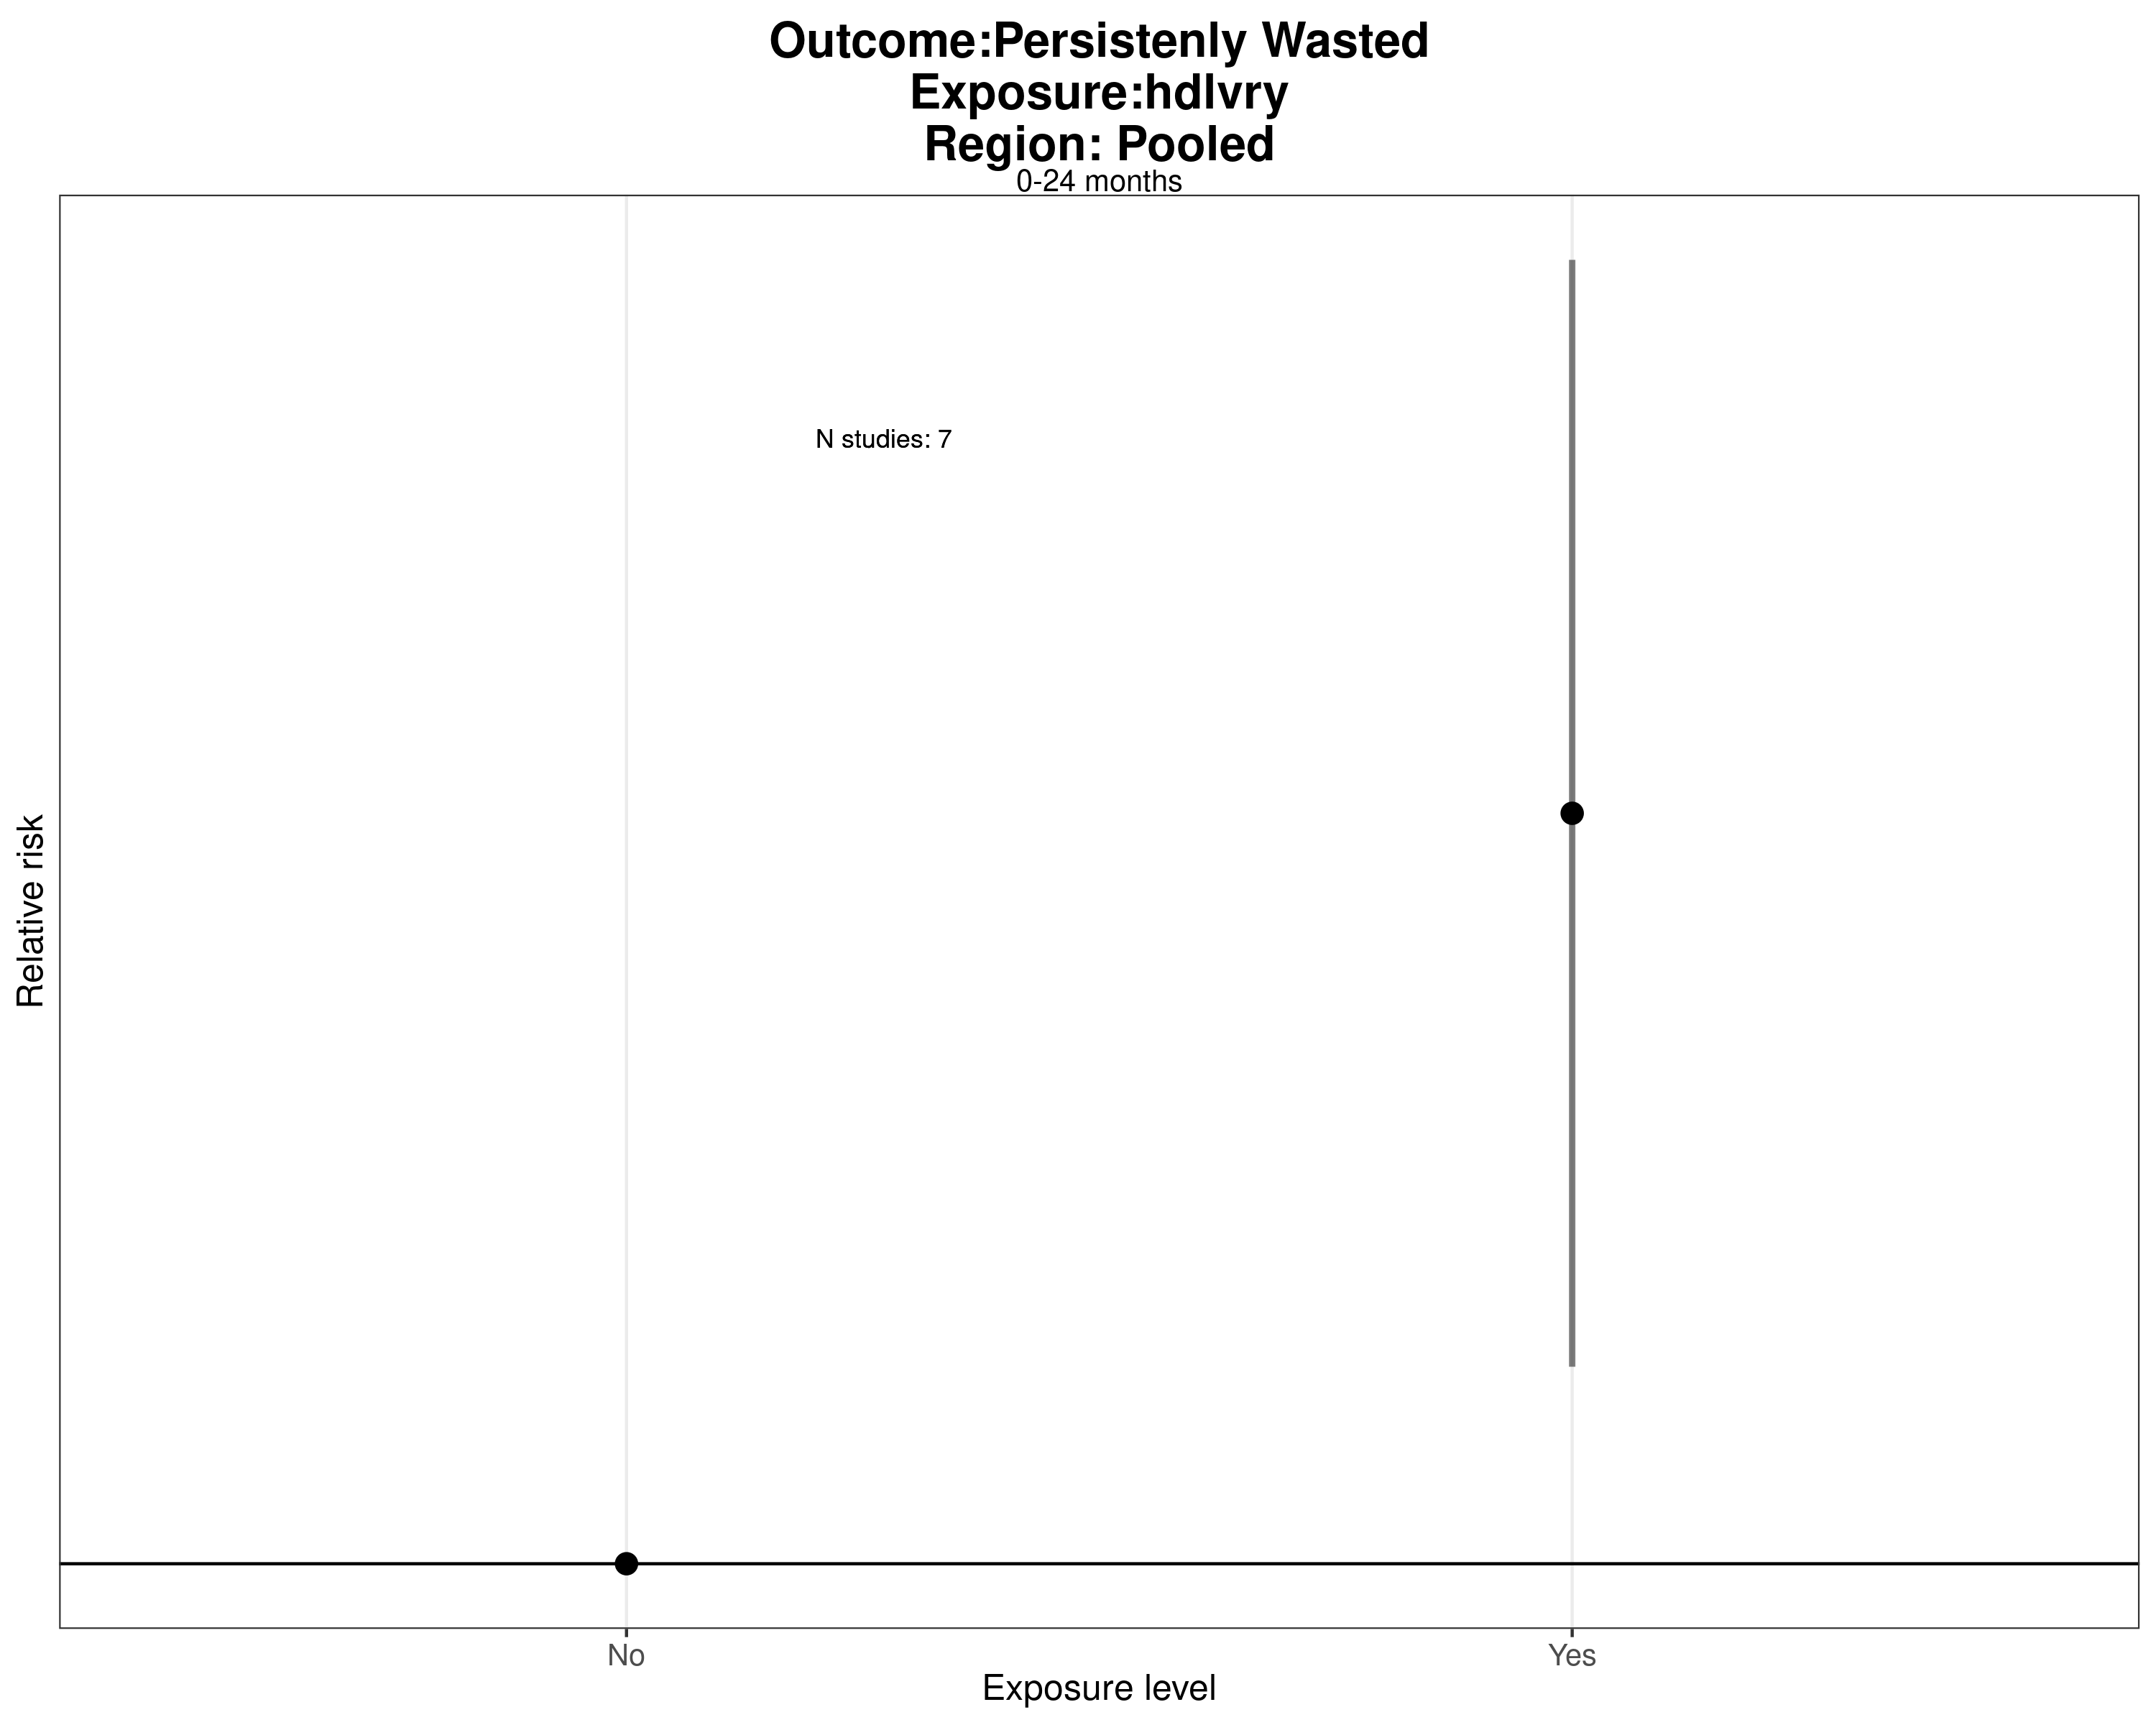 Outcome:Persistenly Wasted
Exposure:hdlvry
Region: Pooled
0-24 months
N studies: 7
Relative risk
No
Yes
Exposure level